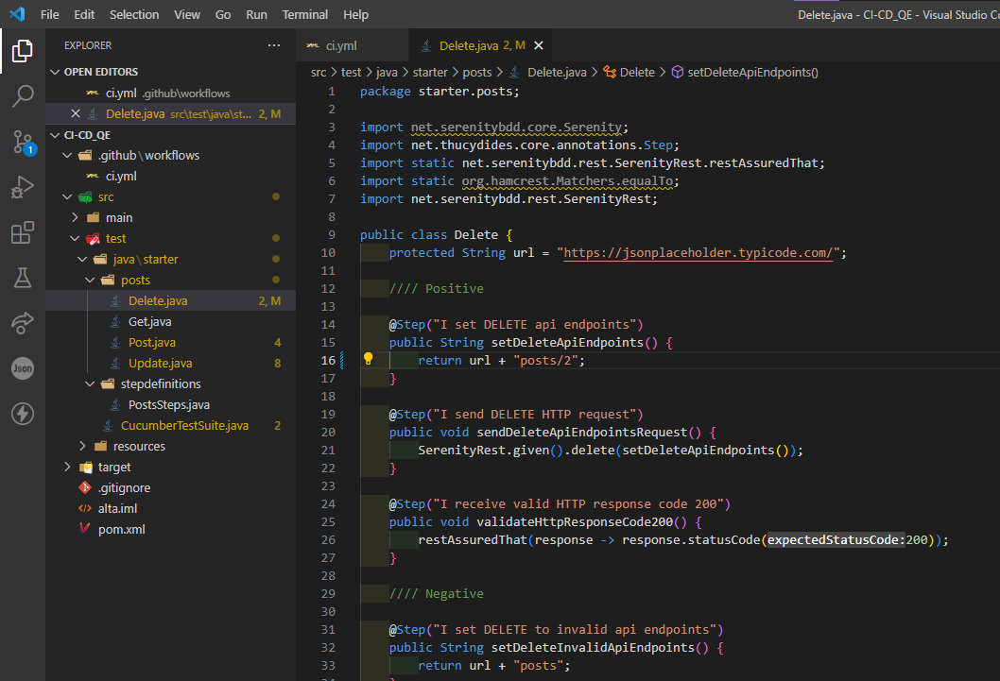 File Edit Selection View Go Run Terminal Help
Delete.java - CI-CD_QE - Visual Studio Co
EXPLORER
OPEN EDITORS
ci.yml .github\workflows
Delete.java src\test\java\st... 2, M
CI-CD_QE
.github \ workflows
ci.yml
src
main
test
java \ starter
posts
Delete.java 2, M
Get.java
Post.java 4
Update.java 8
stepdefinitions
PostsSteps.java
CucumberTestSuite.java 2
resources
target
.gitignore
alta.iml
pom.xml
1
Json
ci.yml
Delete.java 2, M
src > test > java > starter > posts > Delete.java > Delete > setDeleteApiEndpoints()
1 package starter.posts;
2
3 import net.serenitybdd.core.Serenity;
4 import net.thucydides.core.annotations.Step;
5 import static net.serenitybdd.rest.SerenityRest.restAssuredThat;
6 import static org.hamcrest.Matchers.equalTo;
7 import net.serenitybdd.rest.SerenityRest;
8
9 public class Delete {
10 protected String url = "https://jsonplaceholder.typicode.com/";
11
12 //// Positive
13
14 @Step("I set DELETE api endpoints")
15 public String setDeleteApiEndpoints() {
16 return url + "posts/2";
17 }
18
19 @Step("I send DELETE HTTP request")
20 public void sendDeleteApiEndpointsRequest() {
21 SerenityRest.given().delete(setDeleteApiEndpoints());
22 }
23
24 @Step("I receive valid HTTP response code 200")
25 public void validateHttpResponseCode200() {
26 restAssuredThat(response -> response.statusCode(expectedStatusCode:200));
27 }
28
29 //// Negative
30
31 @Step("I set DELETE to invalid api endpoints")
32 public String setDeleteInvalidApiEndpoints() {
33 return url + "posts";